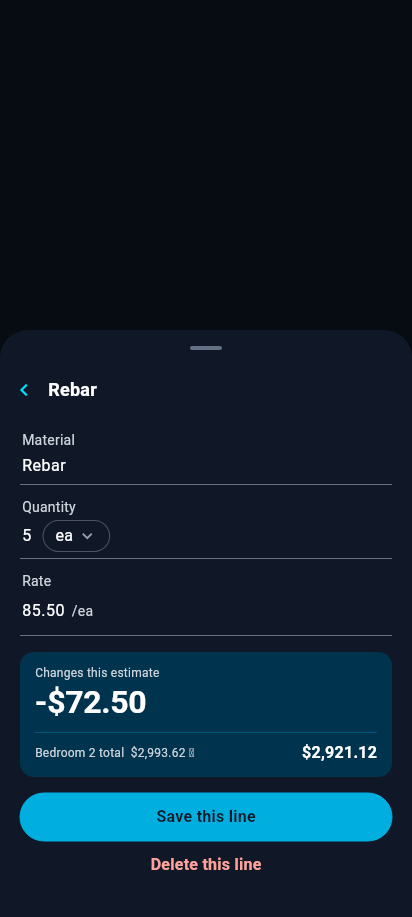 Rebar
Material
Rebar
Quantity
5 ea
Rate
85.50 /ea
Changes this estimate
-$72.50
Bedroom 2 total $2,993.62 $2,921.12
Save this line
Delete this line